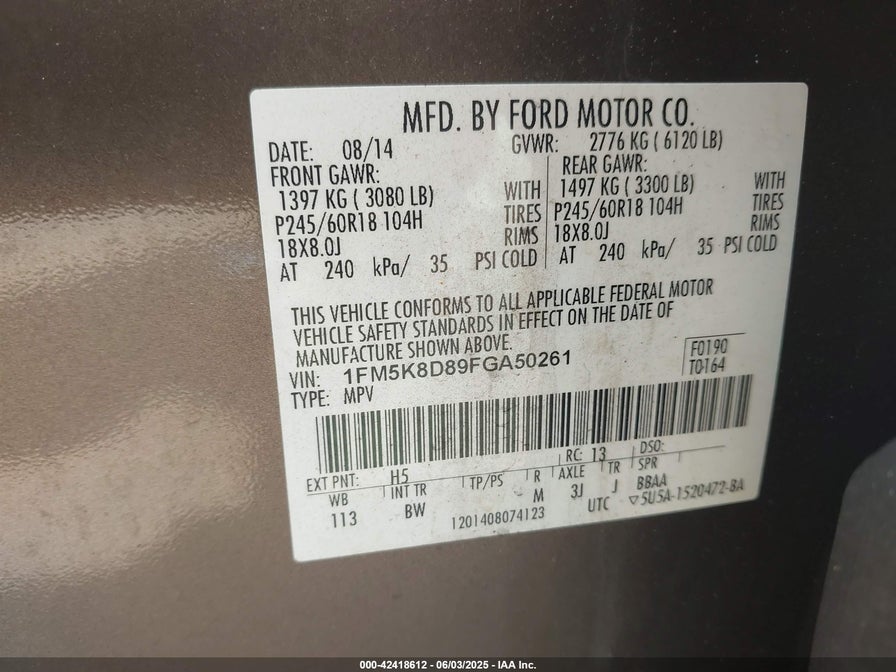 MFD. BY FORD MOTOR CO.
DATE: 08/14 GVWR: 2776 KG ( 6120 LB)
FRONT GAWR: REAR GAWR:
1397 KG ( 3080 LB) WITH 1497 KG ( 3300 LB) WITH
P245/60R18 104H TIRES P245/60R18 104H TIRES
18X8.0J RIMS 18X8.0J RIMS
AT 240 kPa/ 35 PSI COLD AT 240 kPa/ 35 PSI COLD
THIS VEHICLE CONFORMS TO ALL APPLICABLE FEDERAL MOTOR
VEHICLE SAFETY STANDARDS IN EFFECT ON THE DATE OF
MANUFACTURE SHOWN ABOVE.
VIN: 1FM5K8D89FGA50261
TYPE: MPV
F0190
T0164
EXT PNT: H5 RC: 13 DSO:
WB INT TR TP/PS R AXLE TR SPR
113 BW M 3J J BBAA
1201408074123 UTC ▽5U5A-1520472-BA
000-42418612 - 06/03/2025 - IAA Inc.